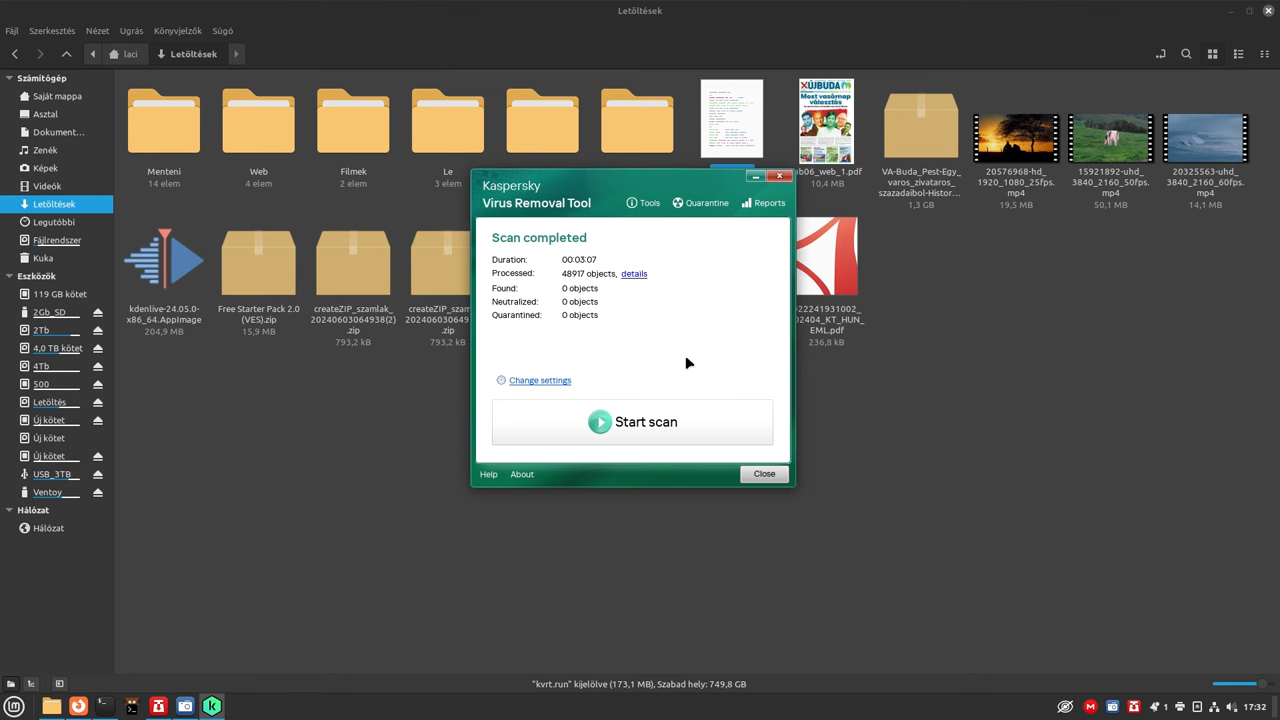 Letöltések
Fájl Szerkesztés Nézet Ugrás Könyvjelzők Súgó
laci Letöltések
Számítógép
Saját mappa
Asztal
Dokument...
Zenék
Képek
Videók
Letöltések
Legutóbbi
Fájlrendszer
Kuka
Eszközök
119 GB kötet
2Gb_SD
2Tb
4,0 TB kötet
4Tb
500
Letöltés
Új kötet
Új kötet
Új kötet
USB_3TB
Ventoy
Hálózat
Hálózat
Menteni
14 elem
Web
4 elem
Filmek
2 elem
Le
3 elem
XÚJBUDA
Most vasárnap
választás
ub06_web_1.pdf
10,4 MB
VA-Buda_Pest-Egy_
varos_zivataros_
szazadaibol-Histor...
1,3 GB
20576968-hd_
1920_1080_25fps.
mp4
19,5 MB
15921892-uhd_
3840_2160_50fps.
mp4
50,1 MB
20325563-uhd_
3840_2160_60fps.
mp4
14,1 MB
kdenlive-24.05.0-
x86_64.AppImage
204,9 MB
Free Starter Pack 2.0
(VES).zip
15,9 MB
createZIP_szamlak_
20240603064938(2)
.zip
793,2 kB
createZIP_szam
20240603064
.zip
793,2 kB
22241931002_
02404_KT_HUN_
EML.pdf
236,8 kB
Kaspersky
Virus Removal Tool
Tools Quarantine Reports
Scan completed
Duration: 00:03:07
Processed: 48917 objects, details
Found: 0 objects
Neutralized: 0 objects
Quarantined: 0 objects
Change settings
Start scan
Help About Close
"kvrt.run" kijelölve (173,1 MB), Szabad hely: 749,8 GB
1 17:32